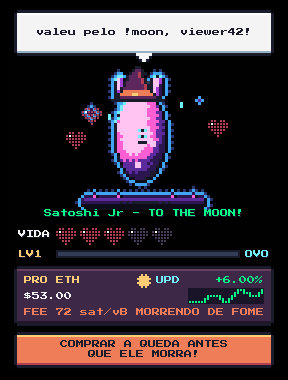 valeu pelo !moon, viewer42!
Satoshi Jr - TO THE MOON!
VIDA
LV1 OVO
PRO ETH UPD +6.00%
$53.00
FEE 72 sat/vB MORRENDO DE FOME
COMPRAR A QUEDA ANTES
QUE ELE MORRA!